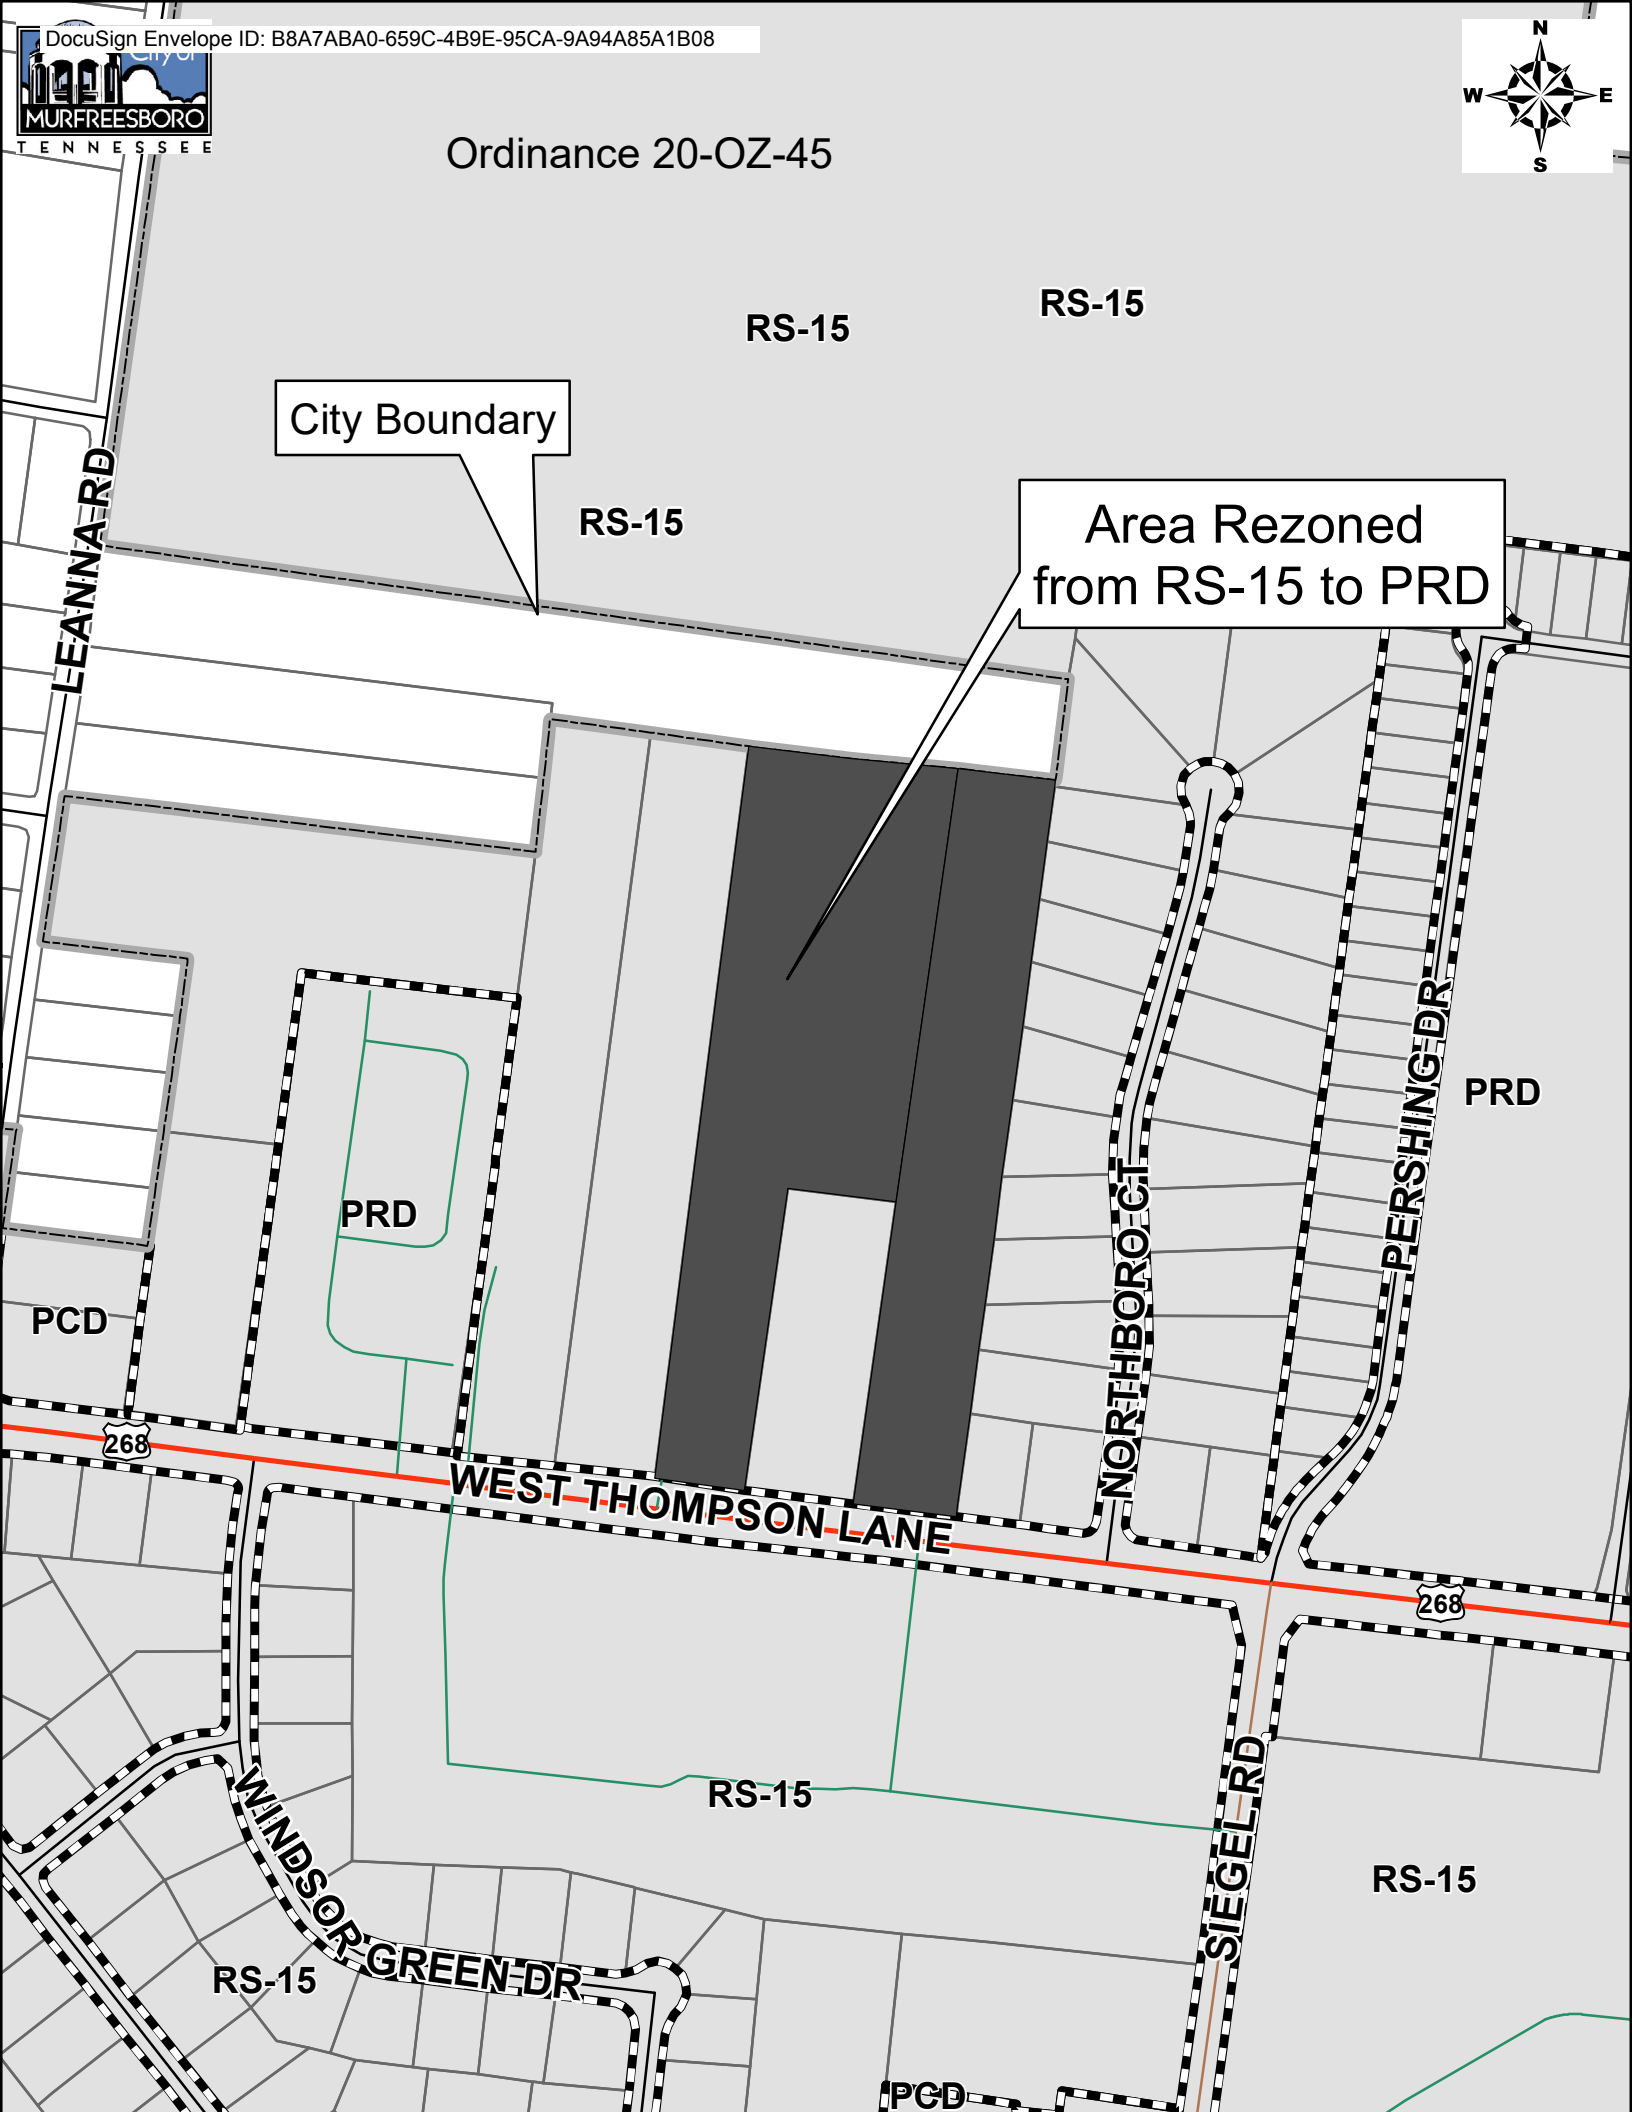 DocuSign Envelope ID: B8A7ABA0-659C-4B9E-95CA-9A94A85A1B08
City of
MURFREESBORO
TENNESSEE
N
W
E
S
Ordinance 20-OZ-45
RS-15
RS-15
City Boundary
RS-15
Area Rezoned
from RS-15 to PRD
LEANNA RD
PERSHING DR
PRD
NORTHBORO CT
PRD
PCD
268
WEST THOMPSON LANE
268
WINDSOR GREEN DR
RS-15
SIEGEL RD
RS-15
RS-15
PCD